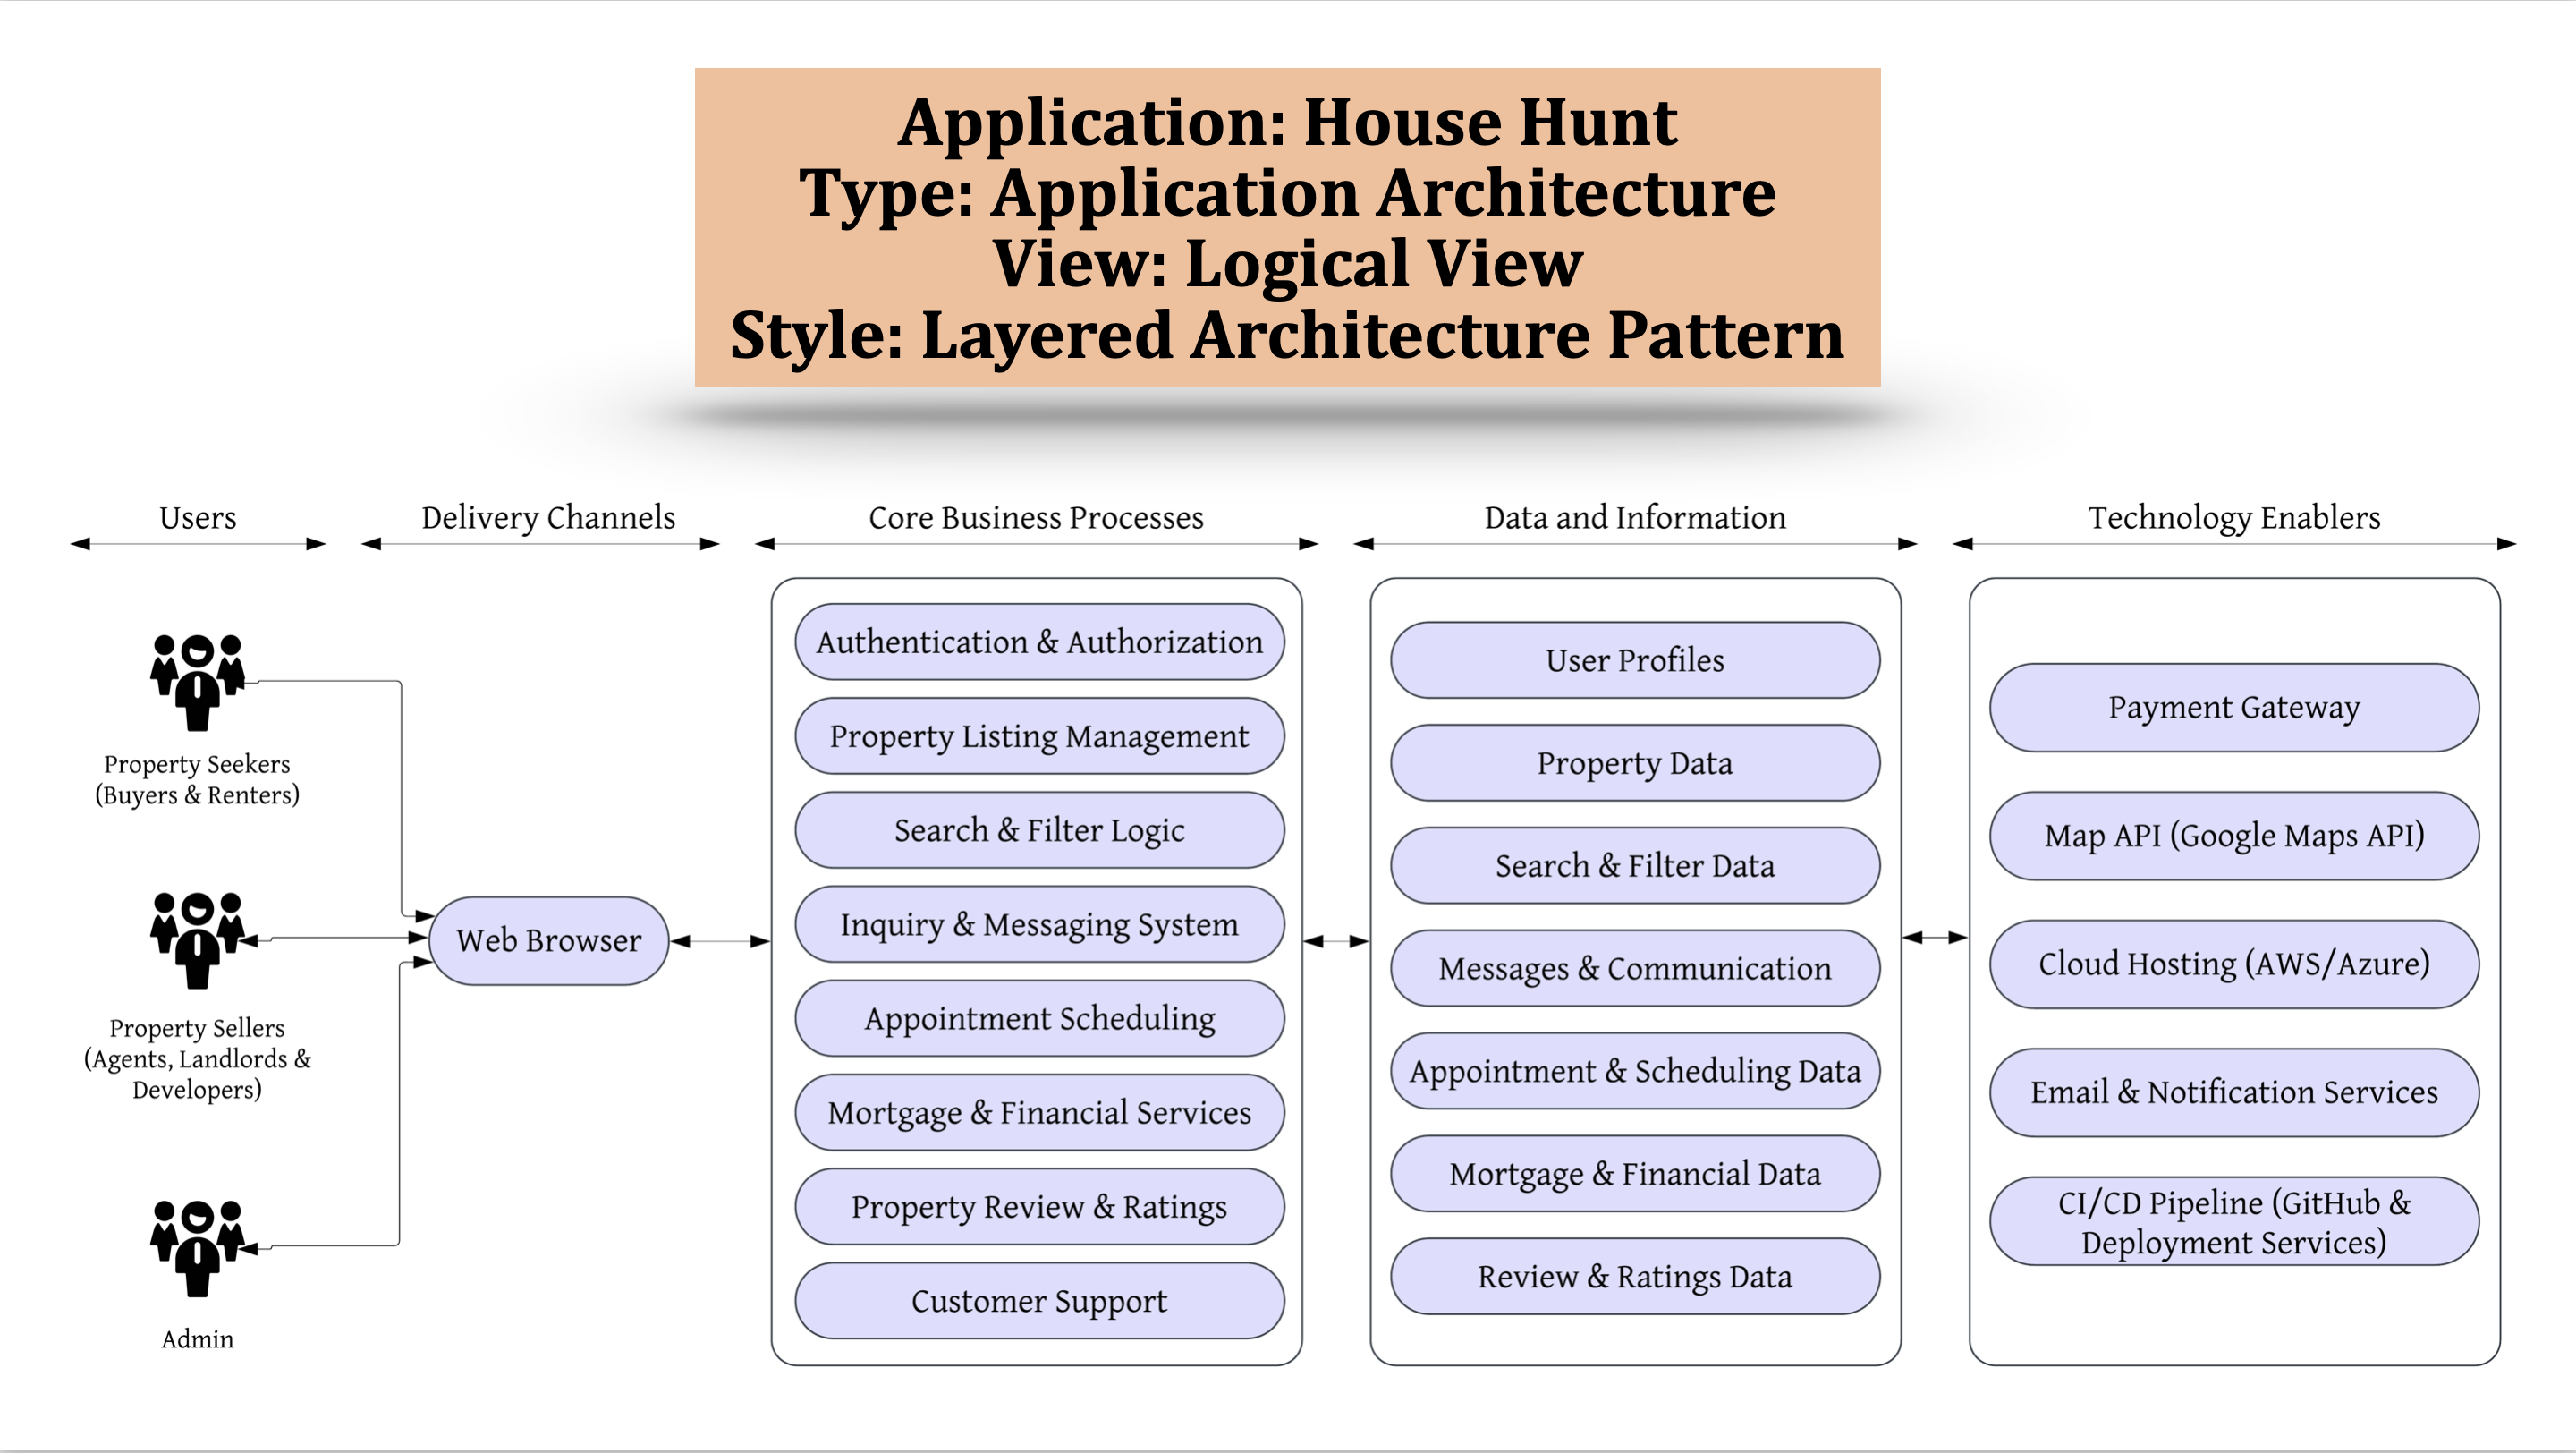 Application: House Hunt
Type: Application Architecture
View: Logical View
Style: Layered Architecture Pattern
Users
Delivery Channels
Core Business Processes
Data and Information
Technology Enablers
Property Seekers
(Buyers & Renters)
Property Sellers
(Agents, Landlords &
Developers)
Admin
Web Browser
Authentication & Authorization
Property Listing Management
Search & Filter Logic
Inquiry & Messaging System
Appointment Scheduling
Mortgage & Financial Services
Property Review & Ratings
Customer Support
User Profiles
Property Data
Search & Filter Data
Messages & Communication
Appointment & Scheduling Data
Mortgage & Financial Data
Review & Ratings Data
Payment Gateway
Map API (Google Maps API)
Cloud Hosting (AWS/Azure)
Email & Notification Services
CI/CD Pipeline (GitHub &
Deployment Services)